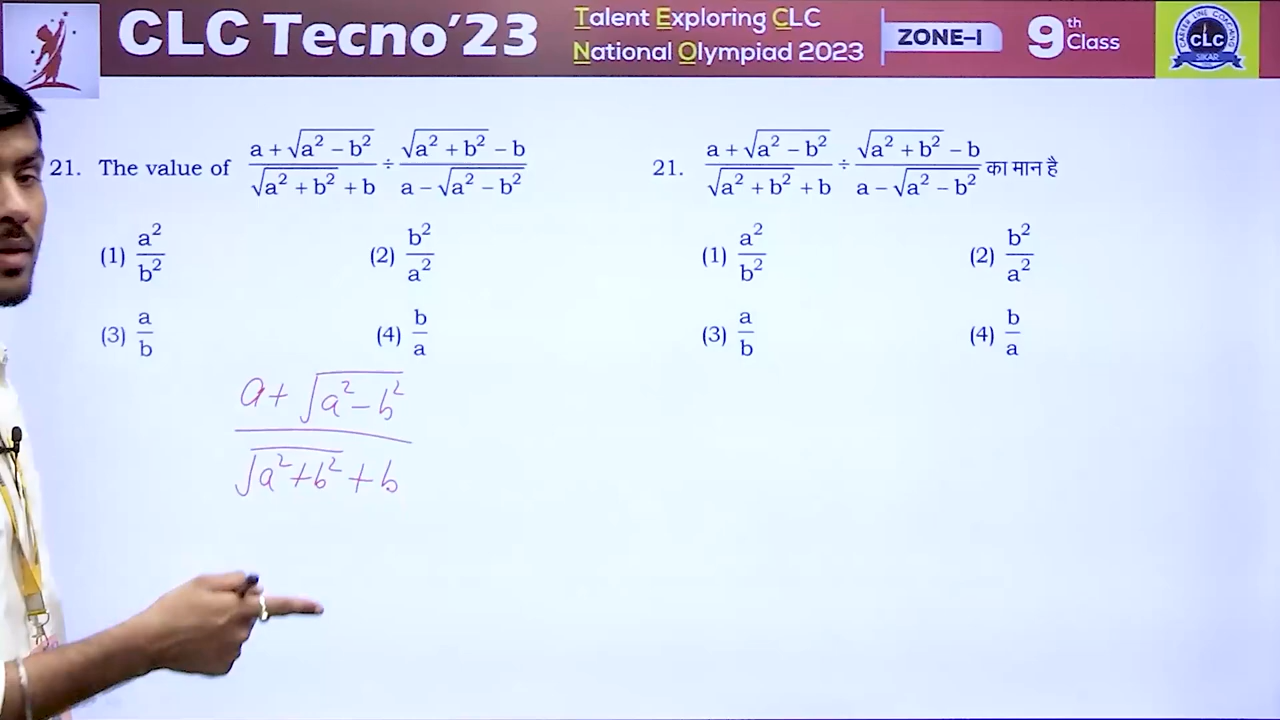 CLC Tecno'23
Talent Exploring CLC
National Olympiad 2023
ZONE–I
9th Class
CLC
SIKAR
21. The value of (a + √(a² – b²))/(√(a² + b²) + b) ÷ (√(a² + b²) – b)/(a – √(a² – b²))
(1) a²/b² (2) b²/a²
(3) a/b (4) b/a
21. (a + √(a² – b²))/(√(a² + b²) + b) ÷ (√(a² + b²) – b)/(a – √(a² – b²)) का मान है
(1) a²/b² (2) b²/a²
(3) a/b (4) b/a
a + √(a² – b²)
√(a² + b²) + b